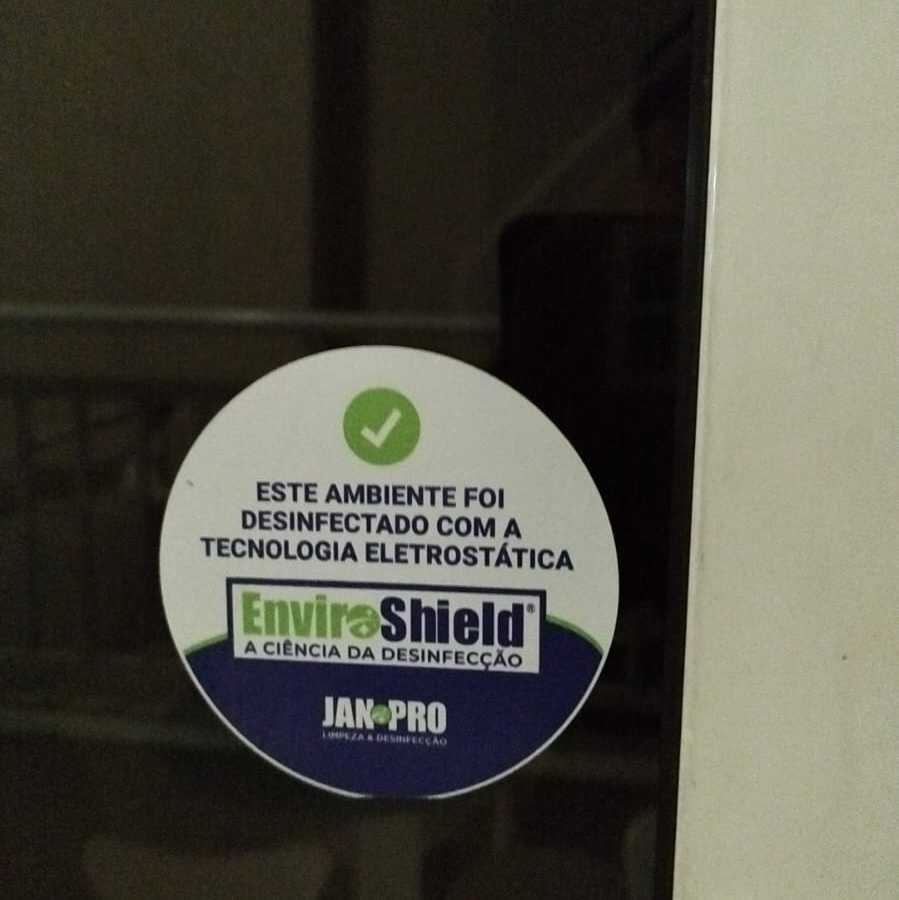 ESTE AMBIENTE FOI
DESINFECTADO COM A
TECNOLOGIA ELETROSTÁTICA
EnviroShield®
A CIÊNCIA DA DESINFECÇÃO
JAN-PRO
LIMPEZA & DESINFECÇÃO